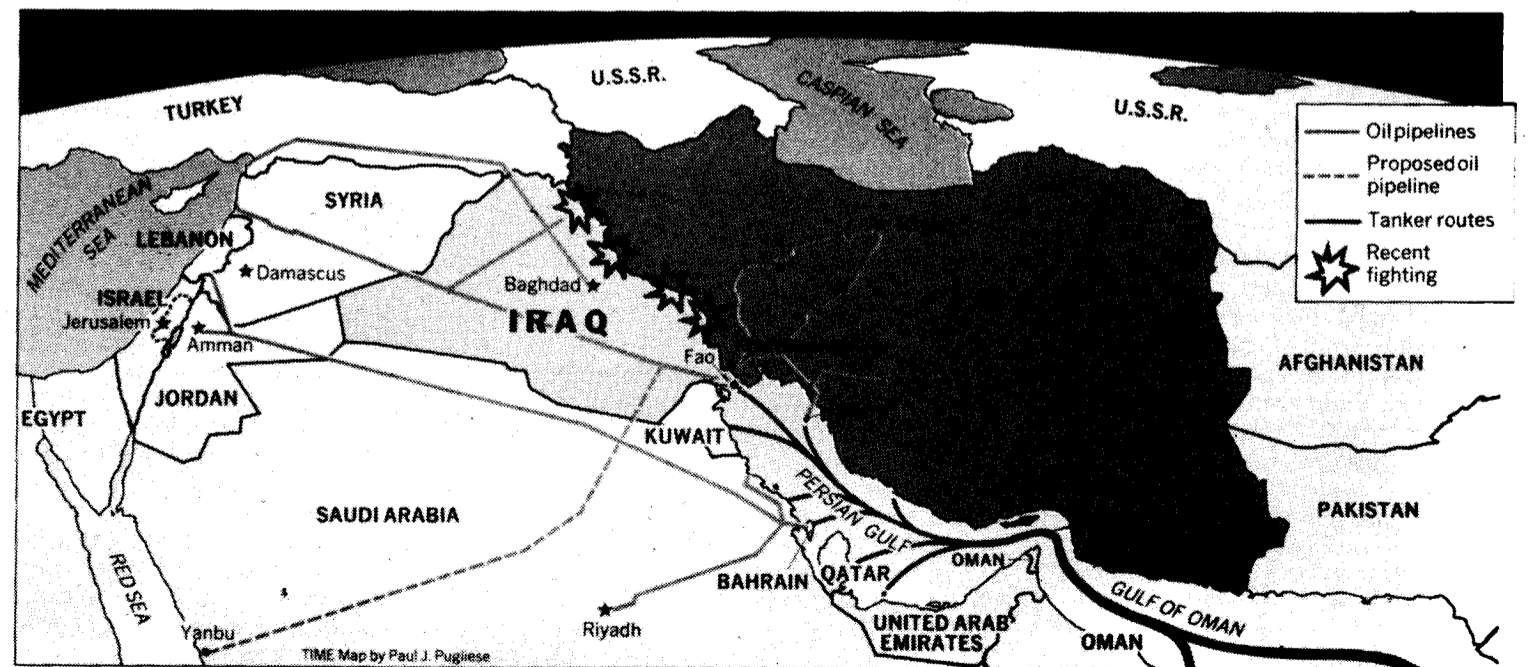 U.S.S.R.
CASPIAN SEA
U.S.S.R.
TURKEY
Oil pipelines
Proposed oil
pipeline
Tanker routes
Recent
fighting
MEDITERRANEAN
SEA
SYRIA
LEBANON
Damascus
Baghdad
ISRAEL
Jerusalem
IRAQ
Amman
Fao
AFGHANISTAN
JORDAN
EGYPT
KUWAIT
PERSIAN GULF
SAUDI ARABIA
PAKISTAN
RED SEA
BAHRAIN
QATAR
OMAN
GULF OF OMAN
Yanbu
Riyadh
UNITED ARAB
EMIRATES
OMAN
TIME Map by Paul J. Pugliese